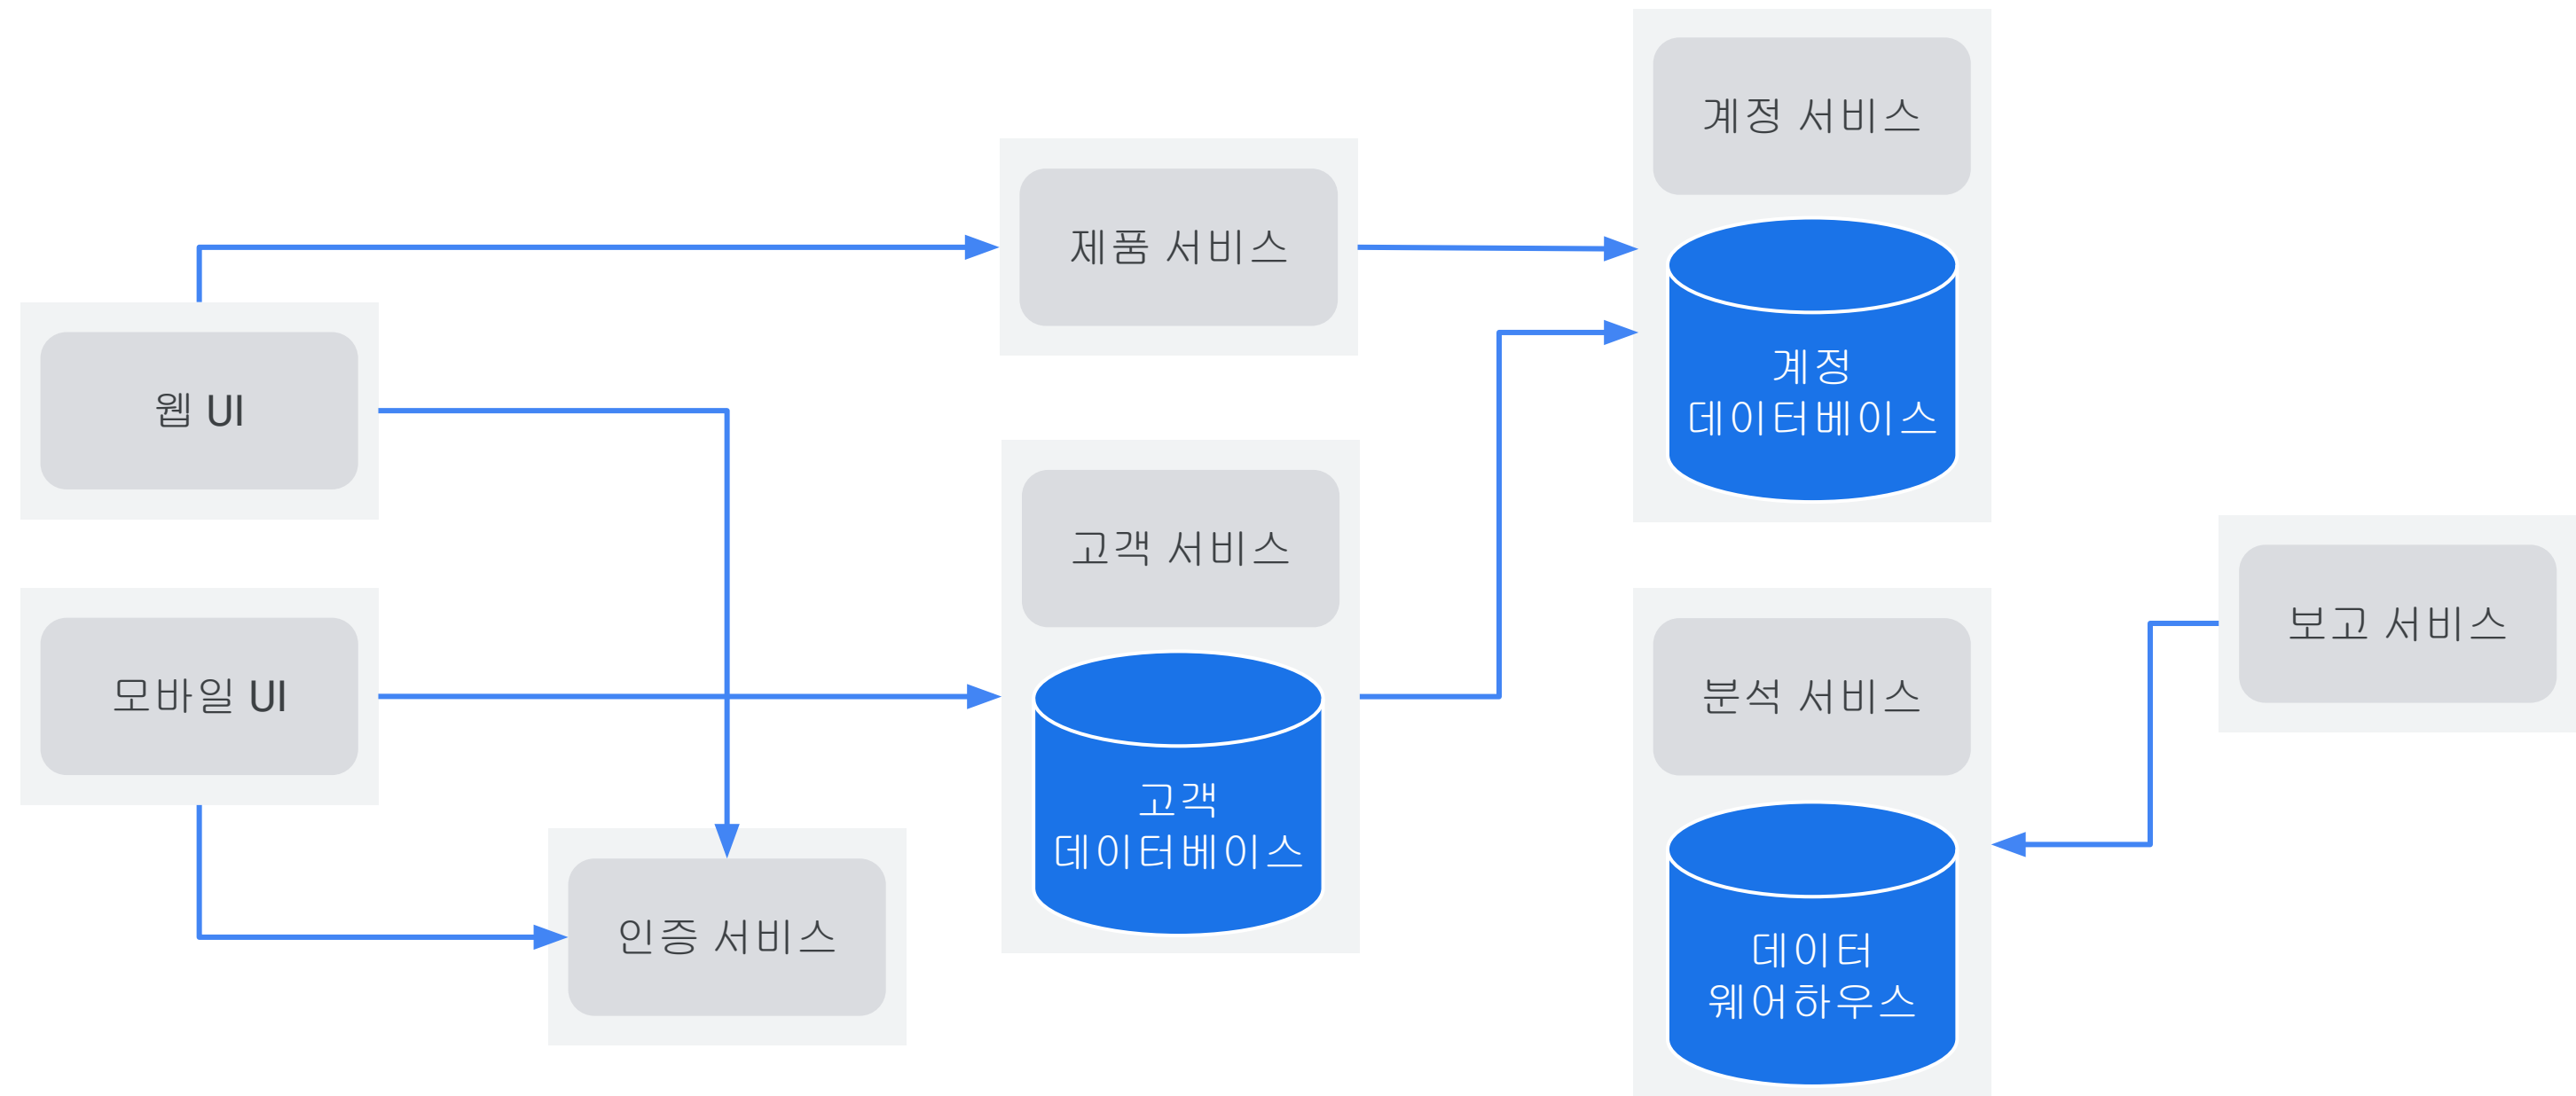 계정 서비스
제품 서비스
계정
데이터베이스
웹 UI
고객 서비스
보고 서비스
모바일 UI
분석 서비스
고객
데이터베이스
인증 서비스
데이터
웨어하우스